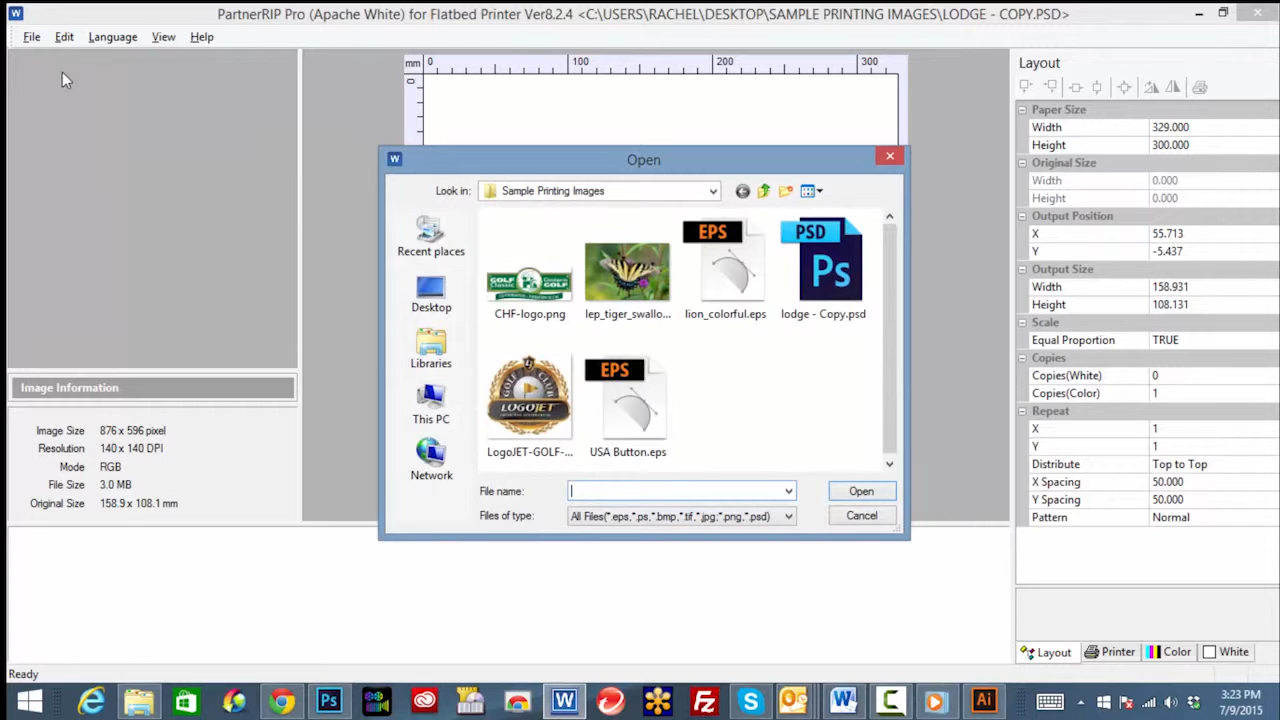 PartnerRIP Pro (Apache White) for Flatbed Printer Ver8.2.4 <C:\USERS\RACHEL\DESKTOP\SAMPLE PRINTING IMAGES\LODGE - COPY.PSD>
File Edit Language View Help
mm 0 100 200 300
0
Layout
Paper Size
Width 329.000
Height 300.000
Original Size
Width 0.000
Height 0.000
Output Position
X 55.713
Y -5.437
Output Size
Width 158.931
Height 108.131
Scale
Equal Proportion TRUE
Copies
Copies(White) 0
Copies(Color) 1
Repeat
X 1
Y 1
Distribute Top to Top
X Spacing 50.000
Y Spacing 50.000
Pattern Normal
Layout Printer Color White
Open
Look in: Sample Printing Images
Recent places
Desktop
Libraries
This PC
Network
EPS PSD
Ps
GOLF
CHF-logo.png lep_tiger_swallo... lion_colorful.eps lodge - Copy.psd
EPS
GOLF CLUB
LOGOJET
LogoJET-GOLF-... USA Button.eps
File name: Open
Files of type: All Files(*.eps,*.ps,*.bmp,*.tif,*.jpg,*.png,*.psd) Cancel
Image Information
Image Size 876 x 596 pixel
Resolution 140 x 140 DPI
Mode RGB
File Size 3.0 MB
Original Size 158.9 x 108.1 mm
Ready
3:23 PM
7/9/2015